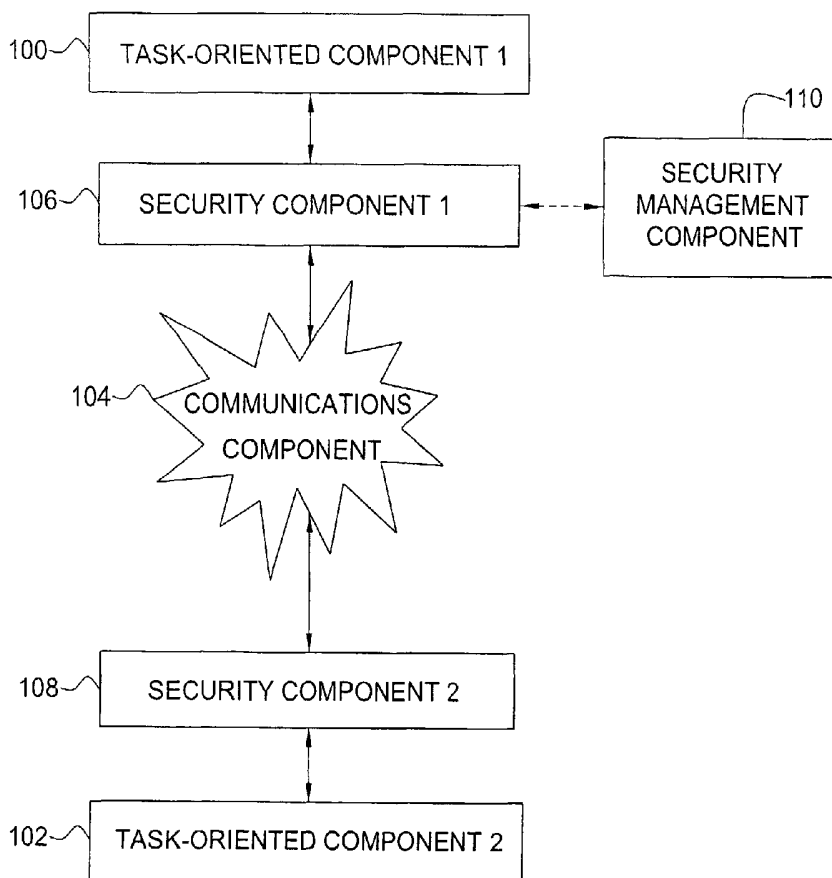 100
TASK-ORIENTED COMPONENT 1
110
106
SECURITY COMPONENT 1
SECURITY
MANAGEMENT
COMPONENT
104
COMMUNICATIONS
COMPONENT
108
SECURITY COMPONENT 2
102
TASK-ORIENTED COMPONENT 2